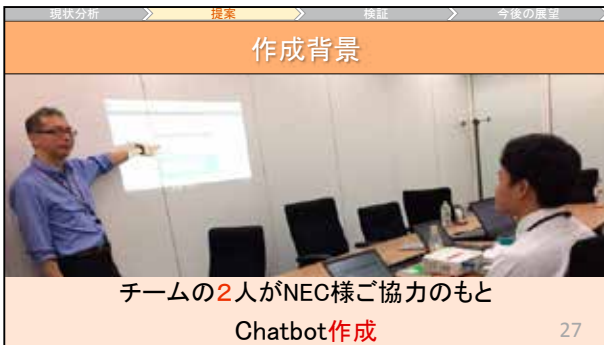 現状分析
提案
検証
今後の展望
作成背景
チームの2人がNEC様ご協力のもと
Chatbot作成
27